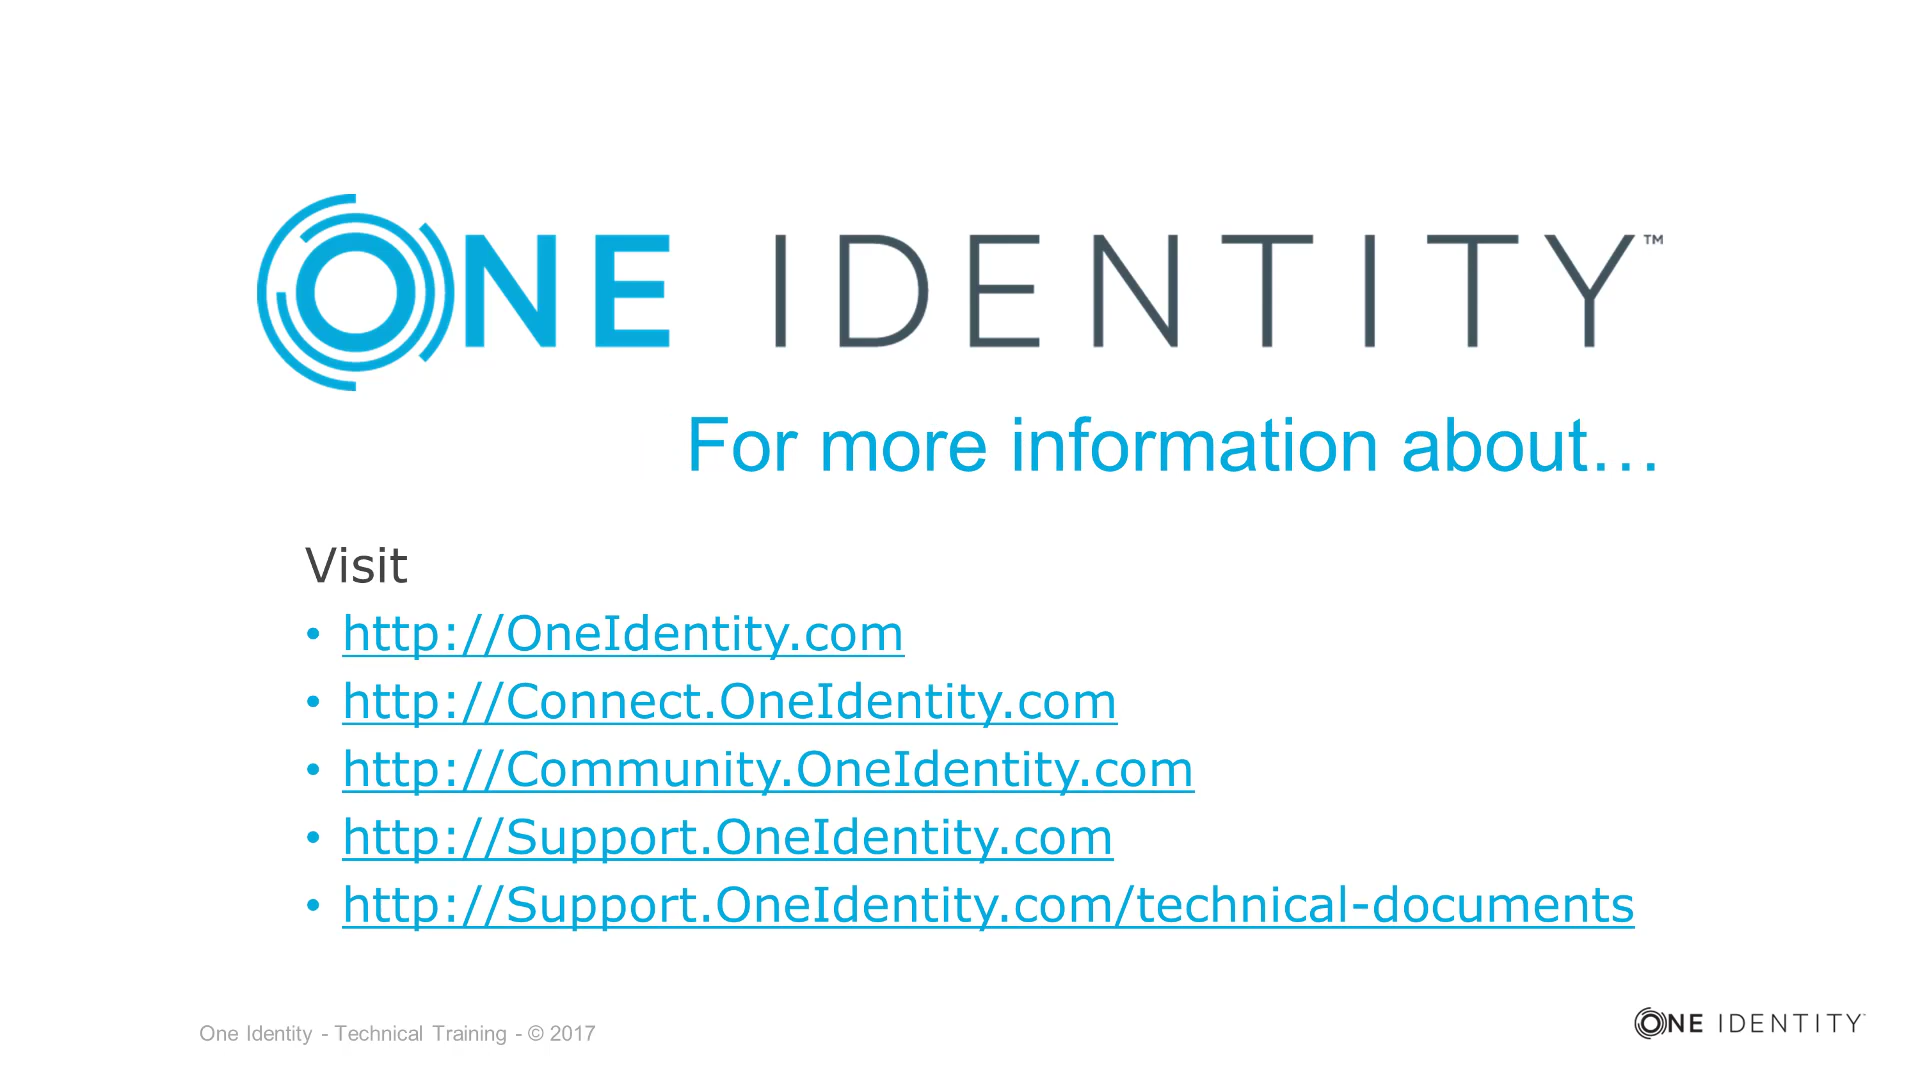 ONE IDENTITY™
For more information about…
Visit
• http://OneIdentity.com
• http://Connect.OneIdentity.com
• http://Community.OneIdentity.com
• http://Support.OneIdentity.com
• http://Support.OneIdentity.com/technical-documents
One Identity - Technical Training - © 2017
ONE IDENTITY™